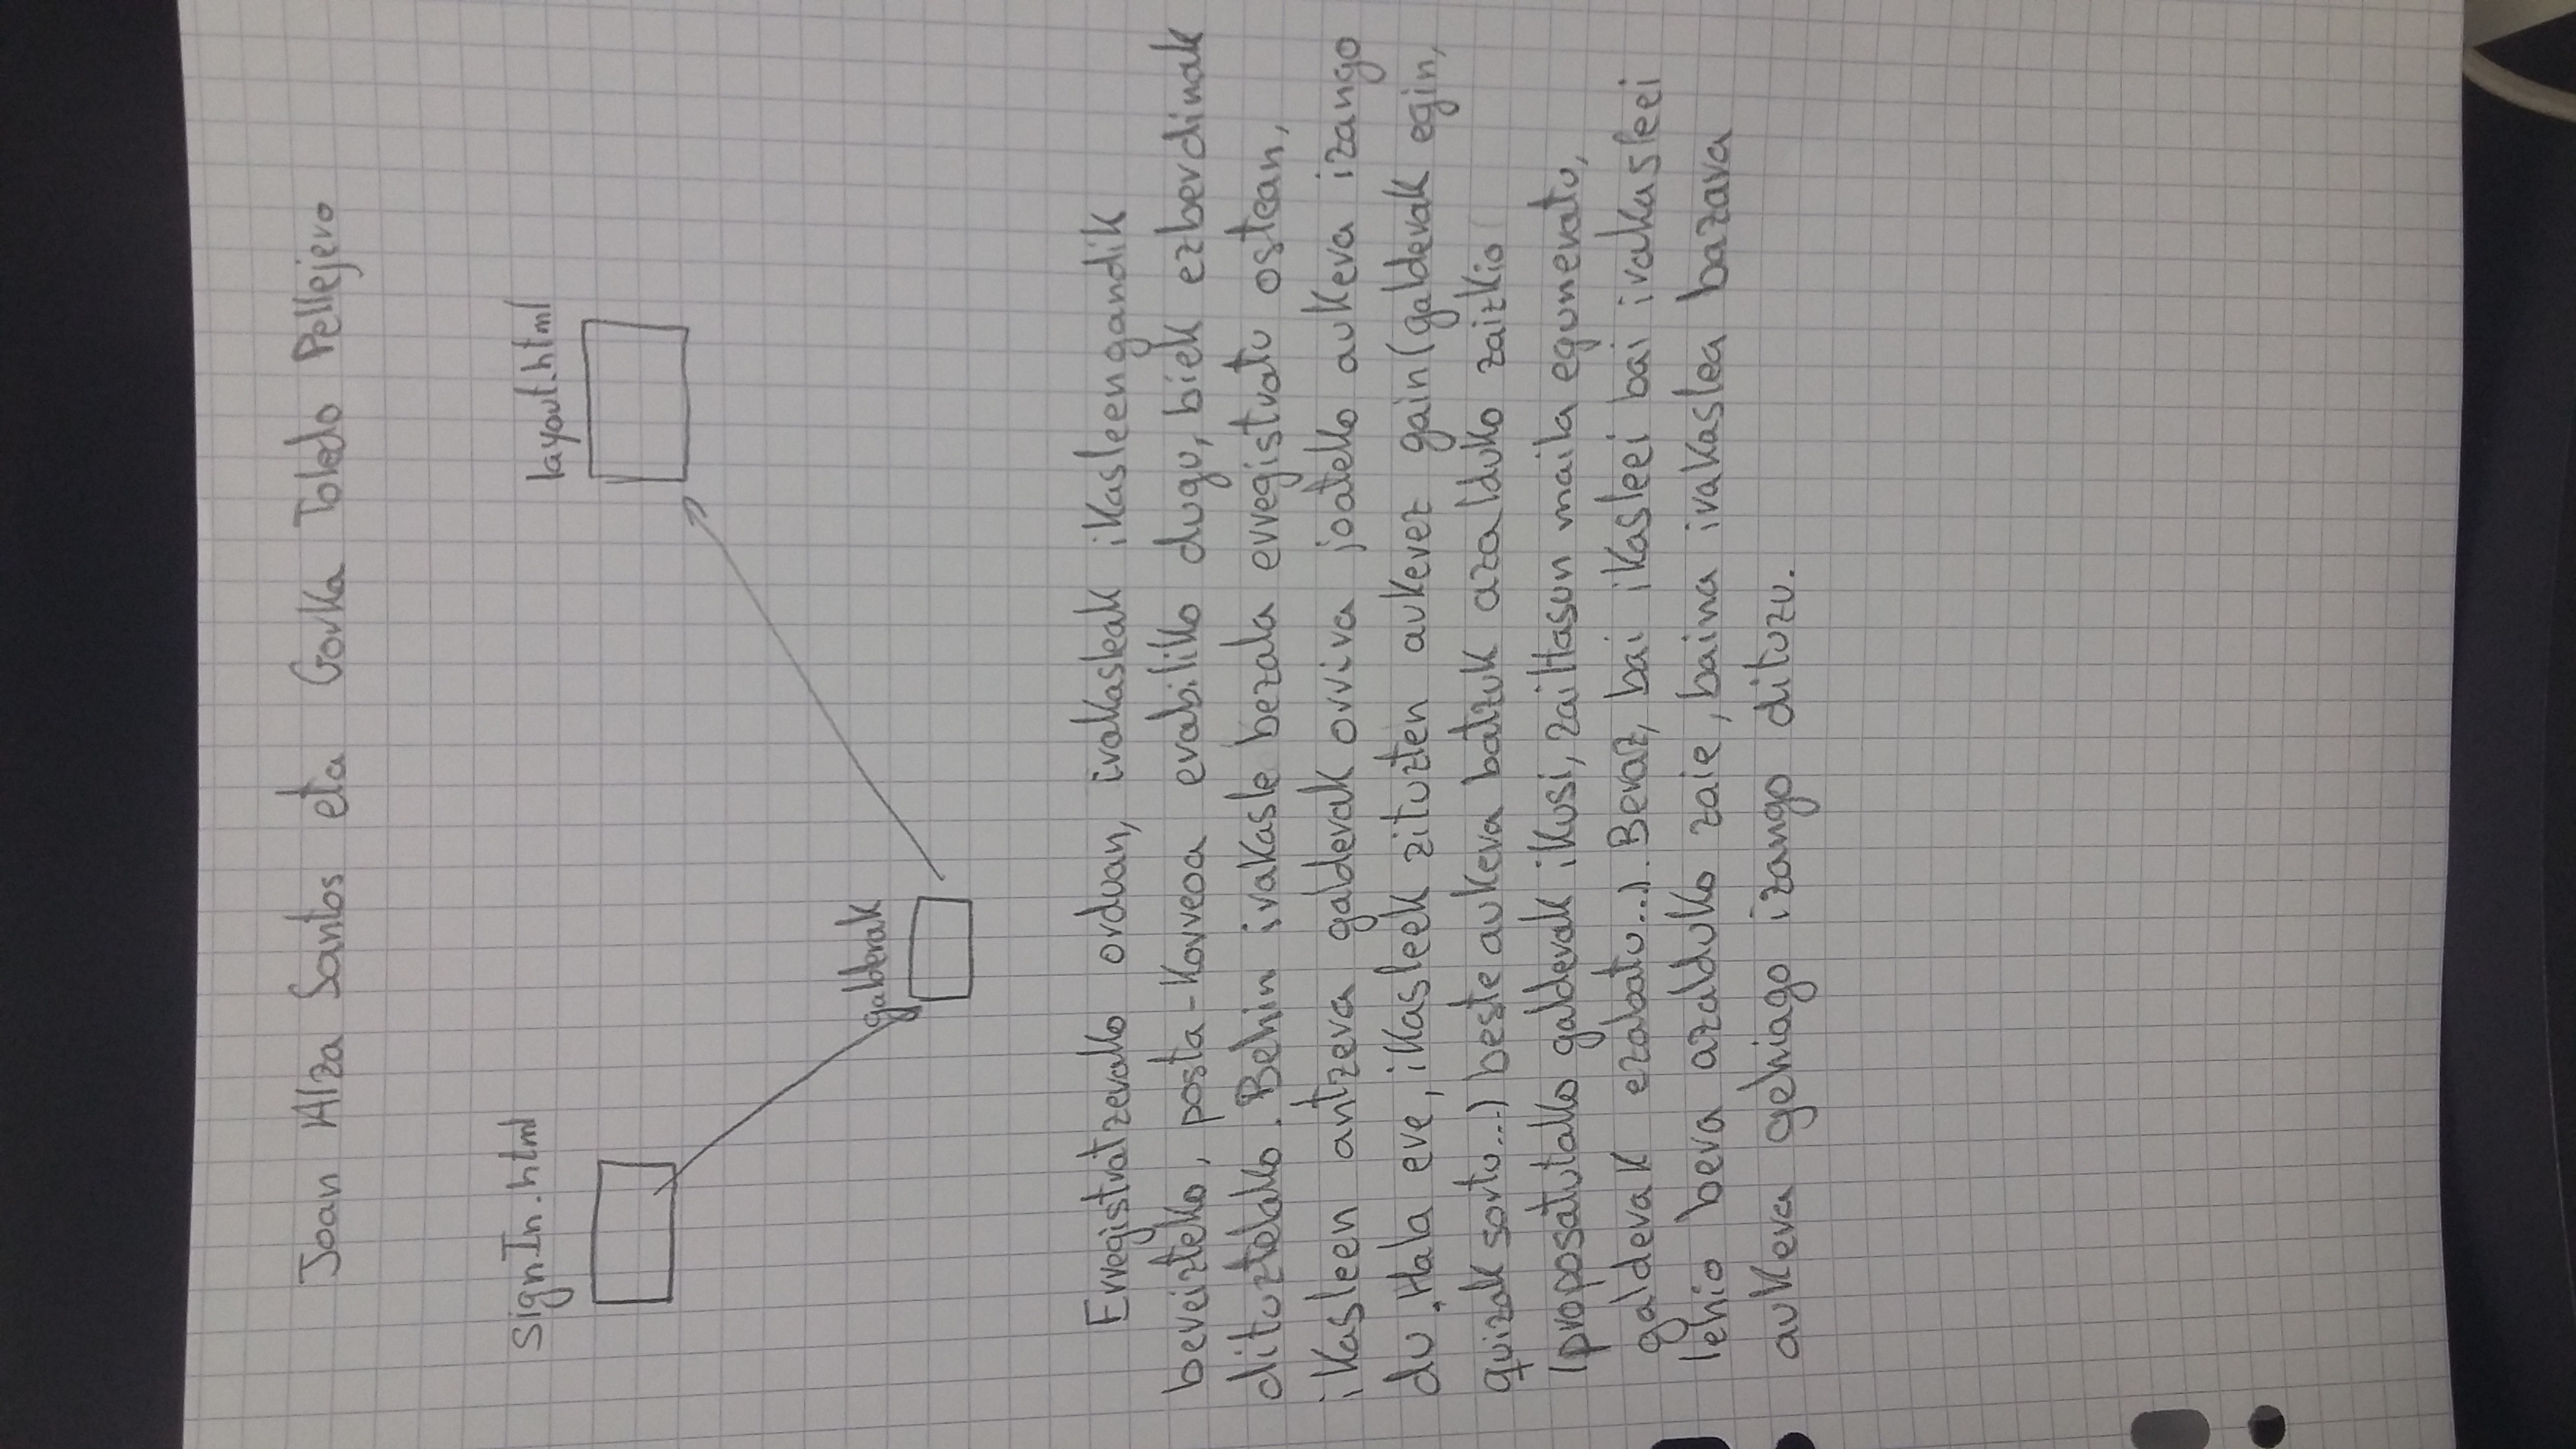 Joan Alza Santos eta Gorka Toledo Pellejero
signIn.html
layout.html
galderak
Erregistratzerako orduan, irakasleak ikasleengandik
bereizteko, posta-korreoa erabiliko dugu, biek ezberdinak
dituztelako. Behin irakasle bezala erregistratu ostean,
ikasleen antzera galderak orrira joateko aukera izango
du. Hala ere, ikasleek zituzten aukerez gain (galderak egin,
quizak sortu...) beste aukera batzuk azalduko zaizkio
(proposatutako galderak ikusi, zailtasun maila eguneratu,
galderak ezabatu...). Beraz, bai ikasleei bai irakasleei
lehio bera azalduko zaie, baina irakaslea bazara
aukera gehiago izango dituzu.